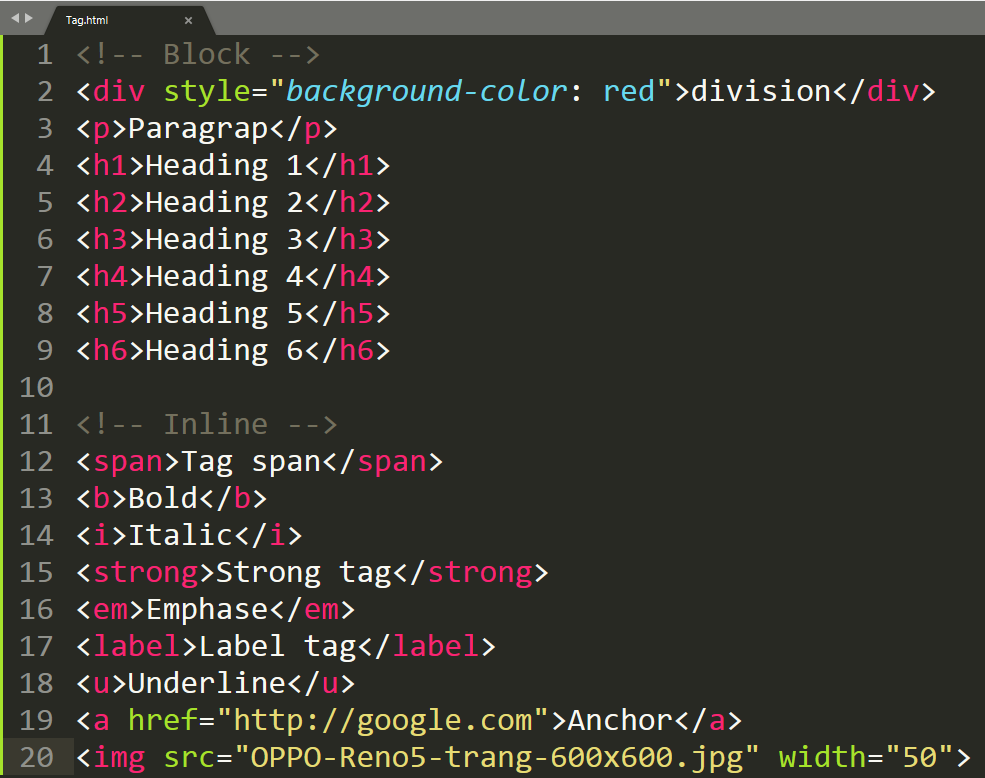 Tag.html ×
1 <!-- Block -->
2 <div style="background-color: red">division</div>
3 <p>Paragrap</p>
4 <h1>Heading 1</h1>
5 <h2>Heading 2</h2>
6 <h3>Heading 3</h3>
7 <h4>Heading 4</h4>
8 <h5>Heading 5</h5>
9 <h6>Heading 6</h6>
10
11 <!-- Inline -->
12 <span>Tag span</span>
13 <b>Bold</b>
14 <i>Italic</i>
15 <strong>Strong tag</strong>
16 <em>Emphase</em>
17 <label>Label tag</label>
18 <u>Underline</u>
19 <a href="http://google.com">Anchor</a>
20 <img src="OPPO-Reno5-trang-600x600.jpg" width="50">